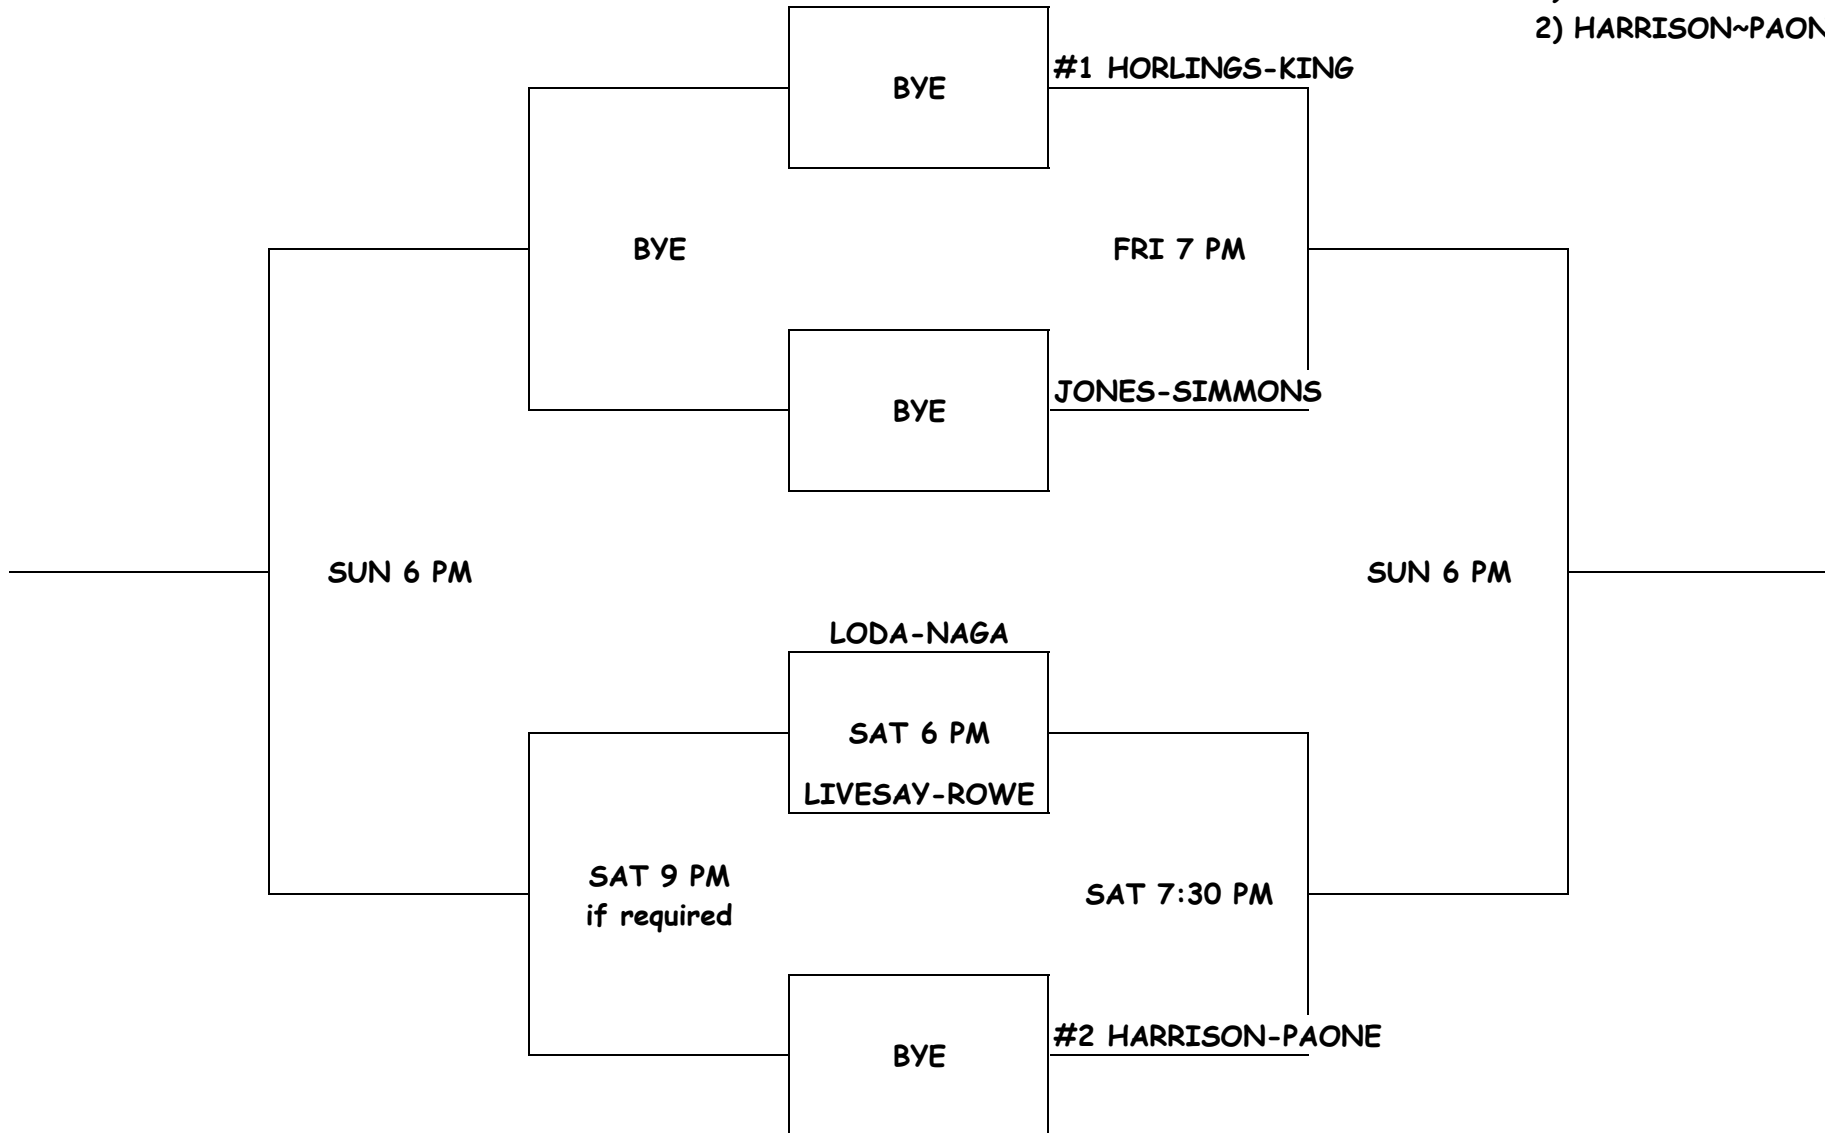 2) HARRISON~PAON
#1 HORLINGS-KING
BYE
BYE
FRI 7 PM
JONES-SIMMONS
BYE
SUN 6 PM
SUN 6 PM
LODA-NAGA
SAT 6 PM
LIVESAY-ROWE
SAT 9 PM
if required
SAT 7:30 PM
#2 HARRISON-PAONE
BYE